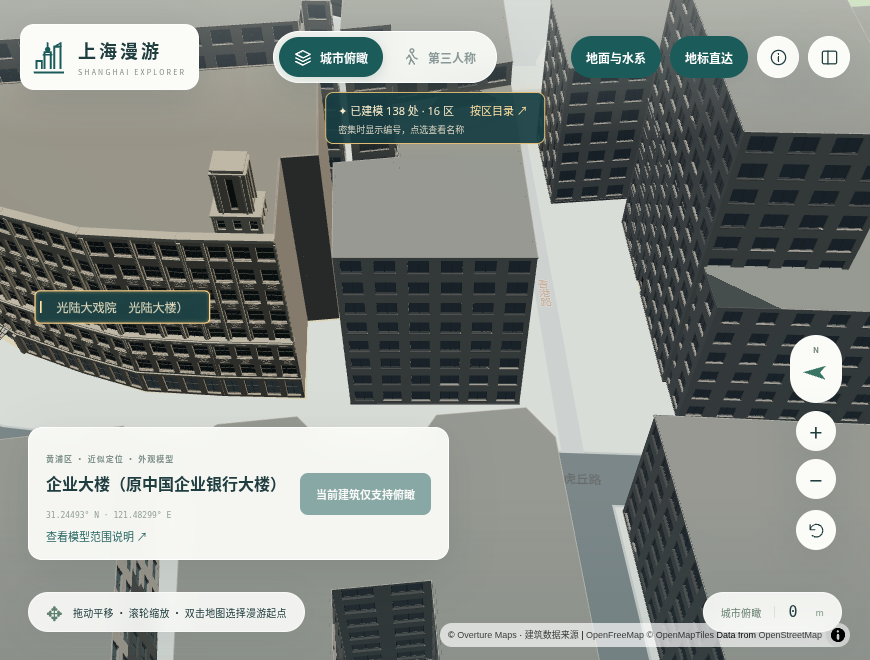 上海漫游
SHANGHAI EXPLORER
城市俯瞰
第三人称
地面与水系
地标直达
✦ 已建模 138 处 · 16 区 按区目录 ↗
密集时显示编号，点选查看名称
光陆大戏院 光陆大楼）
虎丘路
N
+
−
黄浦区 · 近似定位 · 外观模型
企业大楼（原中国企业银行大楼）
当前建筑仅支持俯瞰
31.24493° N · 121.48299° E
查看模型范围说明 ↗
拖动平移 · 滚轮缩放 · 双击地图选择漫游起点
城市俯瞰 0 m
© Overture Maps · 建筑数据来源 | OpenFreeMap © OpenMapTiles Data from OpenStreetMap